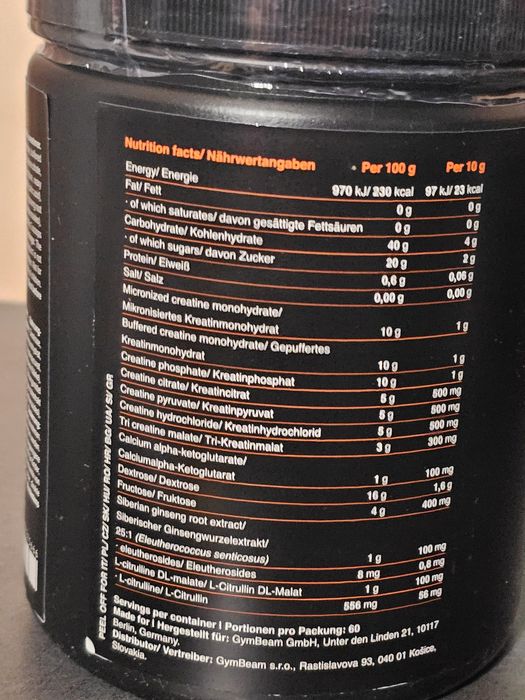 Nutrition facts/ Nährwertangaben Per 100 g Per 10 g
Energy/ Energie 970 kJ/ 230 kcal 97 kJ/ 23 kcal
Fat/ Fett 0 g 0 g
· of which saturates/ davon gesättigte Fettsäuren 0 g 0 g
Carbohydrate/ Kohlenhydrate 40 g 4 g
· of which sugars/ davon Zucker 20 g 2 g
Protein/ Eiweiß 0,6 g 0,06 g
Salt/ Salz 0,00 g 0,00 g
Micronized creatine monohydrate/
Mikronisiertes Kreatinmonohydrat 10 g 1 g
Buffered creatine monohydrate/ Gepuffertes
Kreatinmonohydrat 10 g 1 g
Creatine phosphate/ Kreatinphosphat 10 g 1 g
Creatine citrate/ Kreatincitrat 5 g 500 mg
Creatine pyruvate/ Kreatinpyruvat 5 g 500 mg
Creatine hydrochloride/ Kreatinhydrochlorid 5 g 500 mg
Tri creatine malate/ Tri-Kreatinmalat 3 g 300 mg
Calcium alpha-ketoglutarate/
Calciumalpha-Ketoglutarat 1 g 100 mg
Dextrose/ Dextrose 16 g 1,6 g
Fructose/ Fruktose 4 g 400 mg
Siberian ginseng root extract/
Siberischer Ginsengwurzelextrakt/
25:1 (Eleutherococcus senticosus) 1 g 100 mg
· eleutherosides/ Eleutherosides 8 mg 0,8 mg
L-citrulline DL-malate/ L-Citrullin DL-Malat 1 g 100 mg
· L-citrulline/ L-Citrullin 556 mg 56 mg
Servings per container | Portionen pro Packung: 60
Made for | Hergestellt für: GymBeam GmbH, Unter den Linden 21, 10117
Berlin, Germany.
Distributor/ Vertreiber: GymBeam s.r.o., Rastislavova 93, 040 01 Košice,
Slovakia.
PEEL OFF FOR IT/ PL/ CZ/ SK/ HU/ RO/ HR/ BG/ UA/ SI/ GR